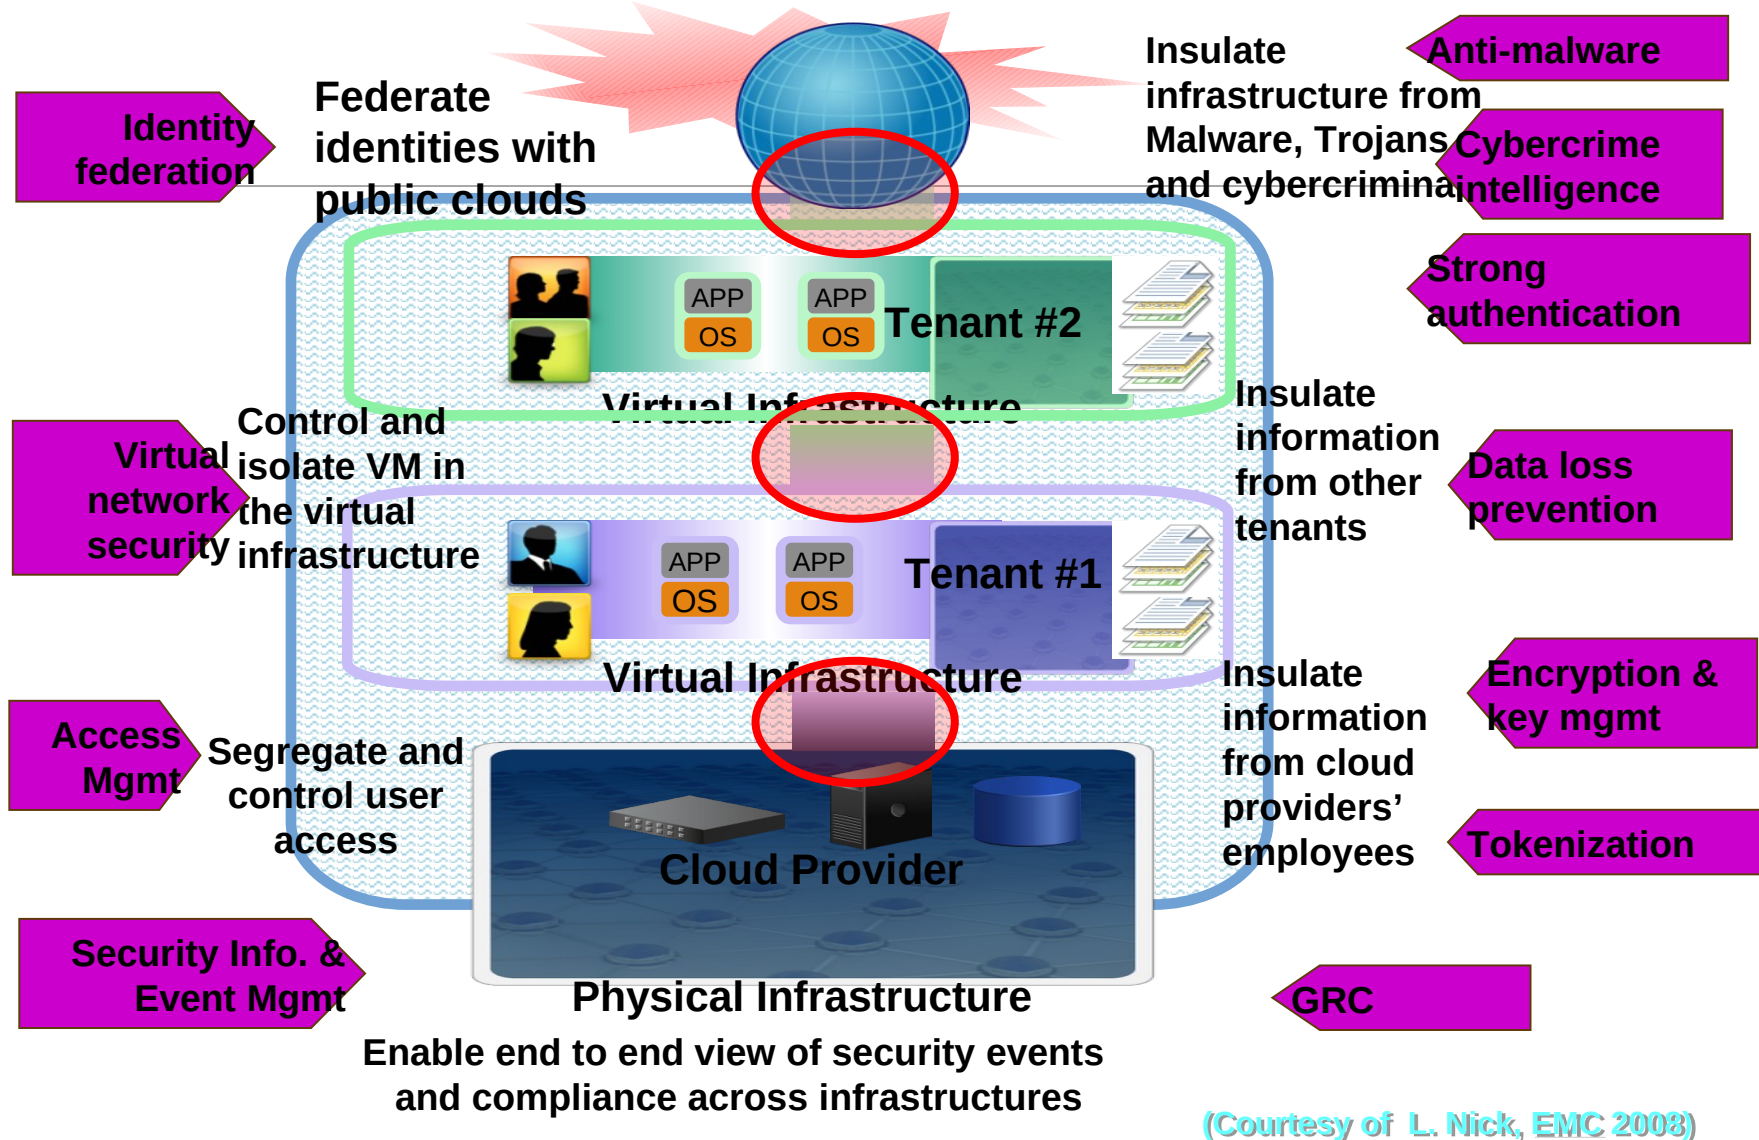 Identity
federation
Federate
identities with
public clouds
Insulate
infrastructure from
Malware, Trojans
and cybercrimina
Anti-malware
Cybercrime
intelligence
Strong
authentication
APP
OS
APP
OS
Tenant #2
Virtual Infrastructure
Virtual
network
security
Control and
isolate VM in
the virtual
infrastructure
Insulate
information
from other
tenants
Data loss
prevention
APP
OS
APP
OS
Tenant #1
Virtual Infrastructure
Access
Mgmt
Segregate and
control user
access
Insulate
information
from cloud
providers’
employees
Encryption &
key mgmt
Tokenization
Cloud Provider
Physical Infrastructure
Security Info. &
Event Mgmt
GRC
Enable end to end view of security events
and compliance across infrastructures
(Courtesy of L. Nick, EMC 2008)